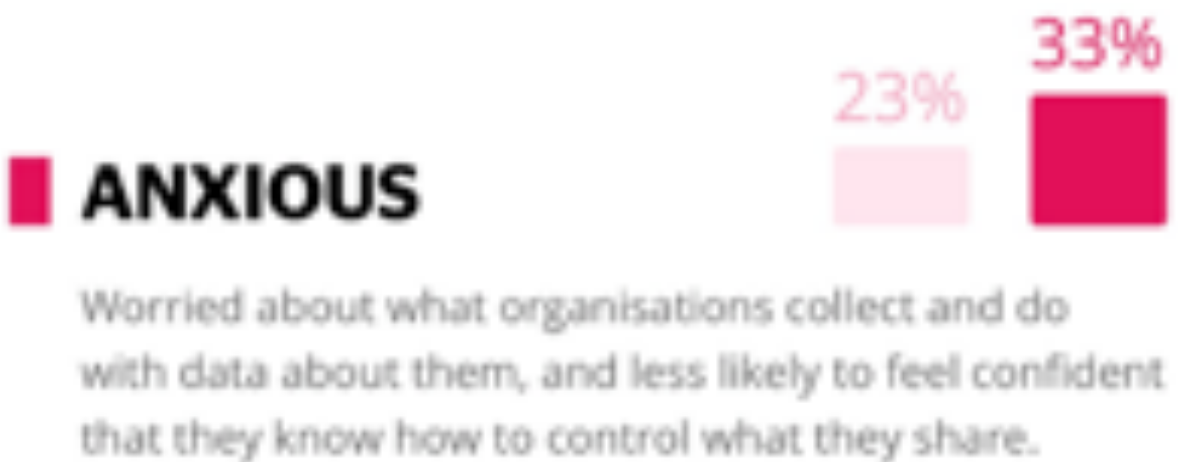 33%
23%
ANXIOUS
Worried about what organisations collect and do
with data about them, and less likely to feel confident
that they know how to control what they share.